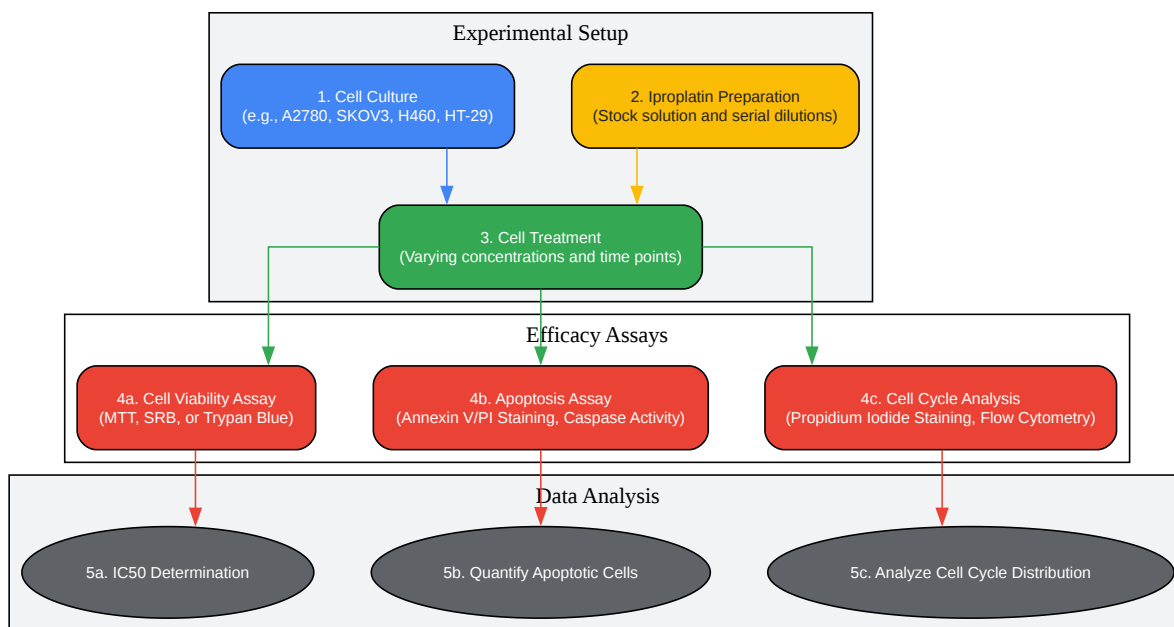 Experimental Setup
1. Cell Culture
(e.g., A2780, SKOV3, H460, HT-29)
2. Iproplatin Preparation
(Stock solution and serial dilutions)
3. Cell Treatment
(Varying concentrations and time points)
Efficacy Assays
4a. Cell Viability Assay
(MTT, SRB, or Trypan Blue)
4b. Apoptosis Assay
(Annexin V/PI Staining, Caspase Activity)
4c. Cell Cycle Analysis
(Propidium Iodide Staining, Flow Cytometry)
Data Analysis
5a. IC50 Determination
5b. Quantify Apoptotic Cells
5c. Analyze Cell Cycle Distribution